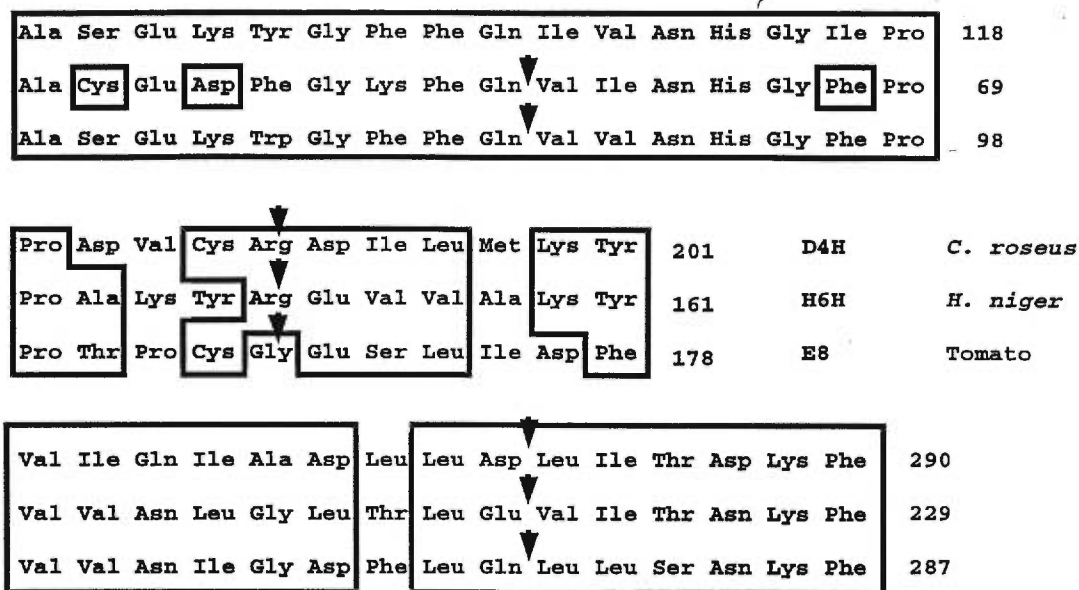 Ala Ser Glu Lys Tyr Gly Phe Phe Gln Ile Val Asn His Gly Ile Pro 118
Ala Cys Glu Asp Phe Gly Lys Phe Gln Val Ile Asn His Gly Phe Pro 69
Ala Ser Glu Lys Trp Gly Phe Phe Gln Val Val Asn His Gly Phe Pro 98
Pro Asp Val Cys Arg Asp Ile Leu Met Lys Tyr 201 D4H C. roseus
Pro Ala Lys Tyr Arg Glu Val Val Ala Lys Tyr 161 H6H H. niger
Pro Thr Pro Cys Gly Glu Ser Leu Ile Asp Phe 178 E8 Tomato
Val Ile Gln Ile Ala Asp Leu Leu Asp Leu Ile Thr Asp Lys Phe 290
Val Val Asn Leu Gly Leu Thr Leu Glu Val Ile Thr Asn Lys Phe 229
Val Val Asn Ile Gly Asp Phe Leu Gln Leu Leu Ser Asn Lys Phe 287